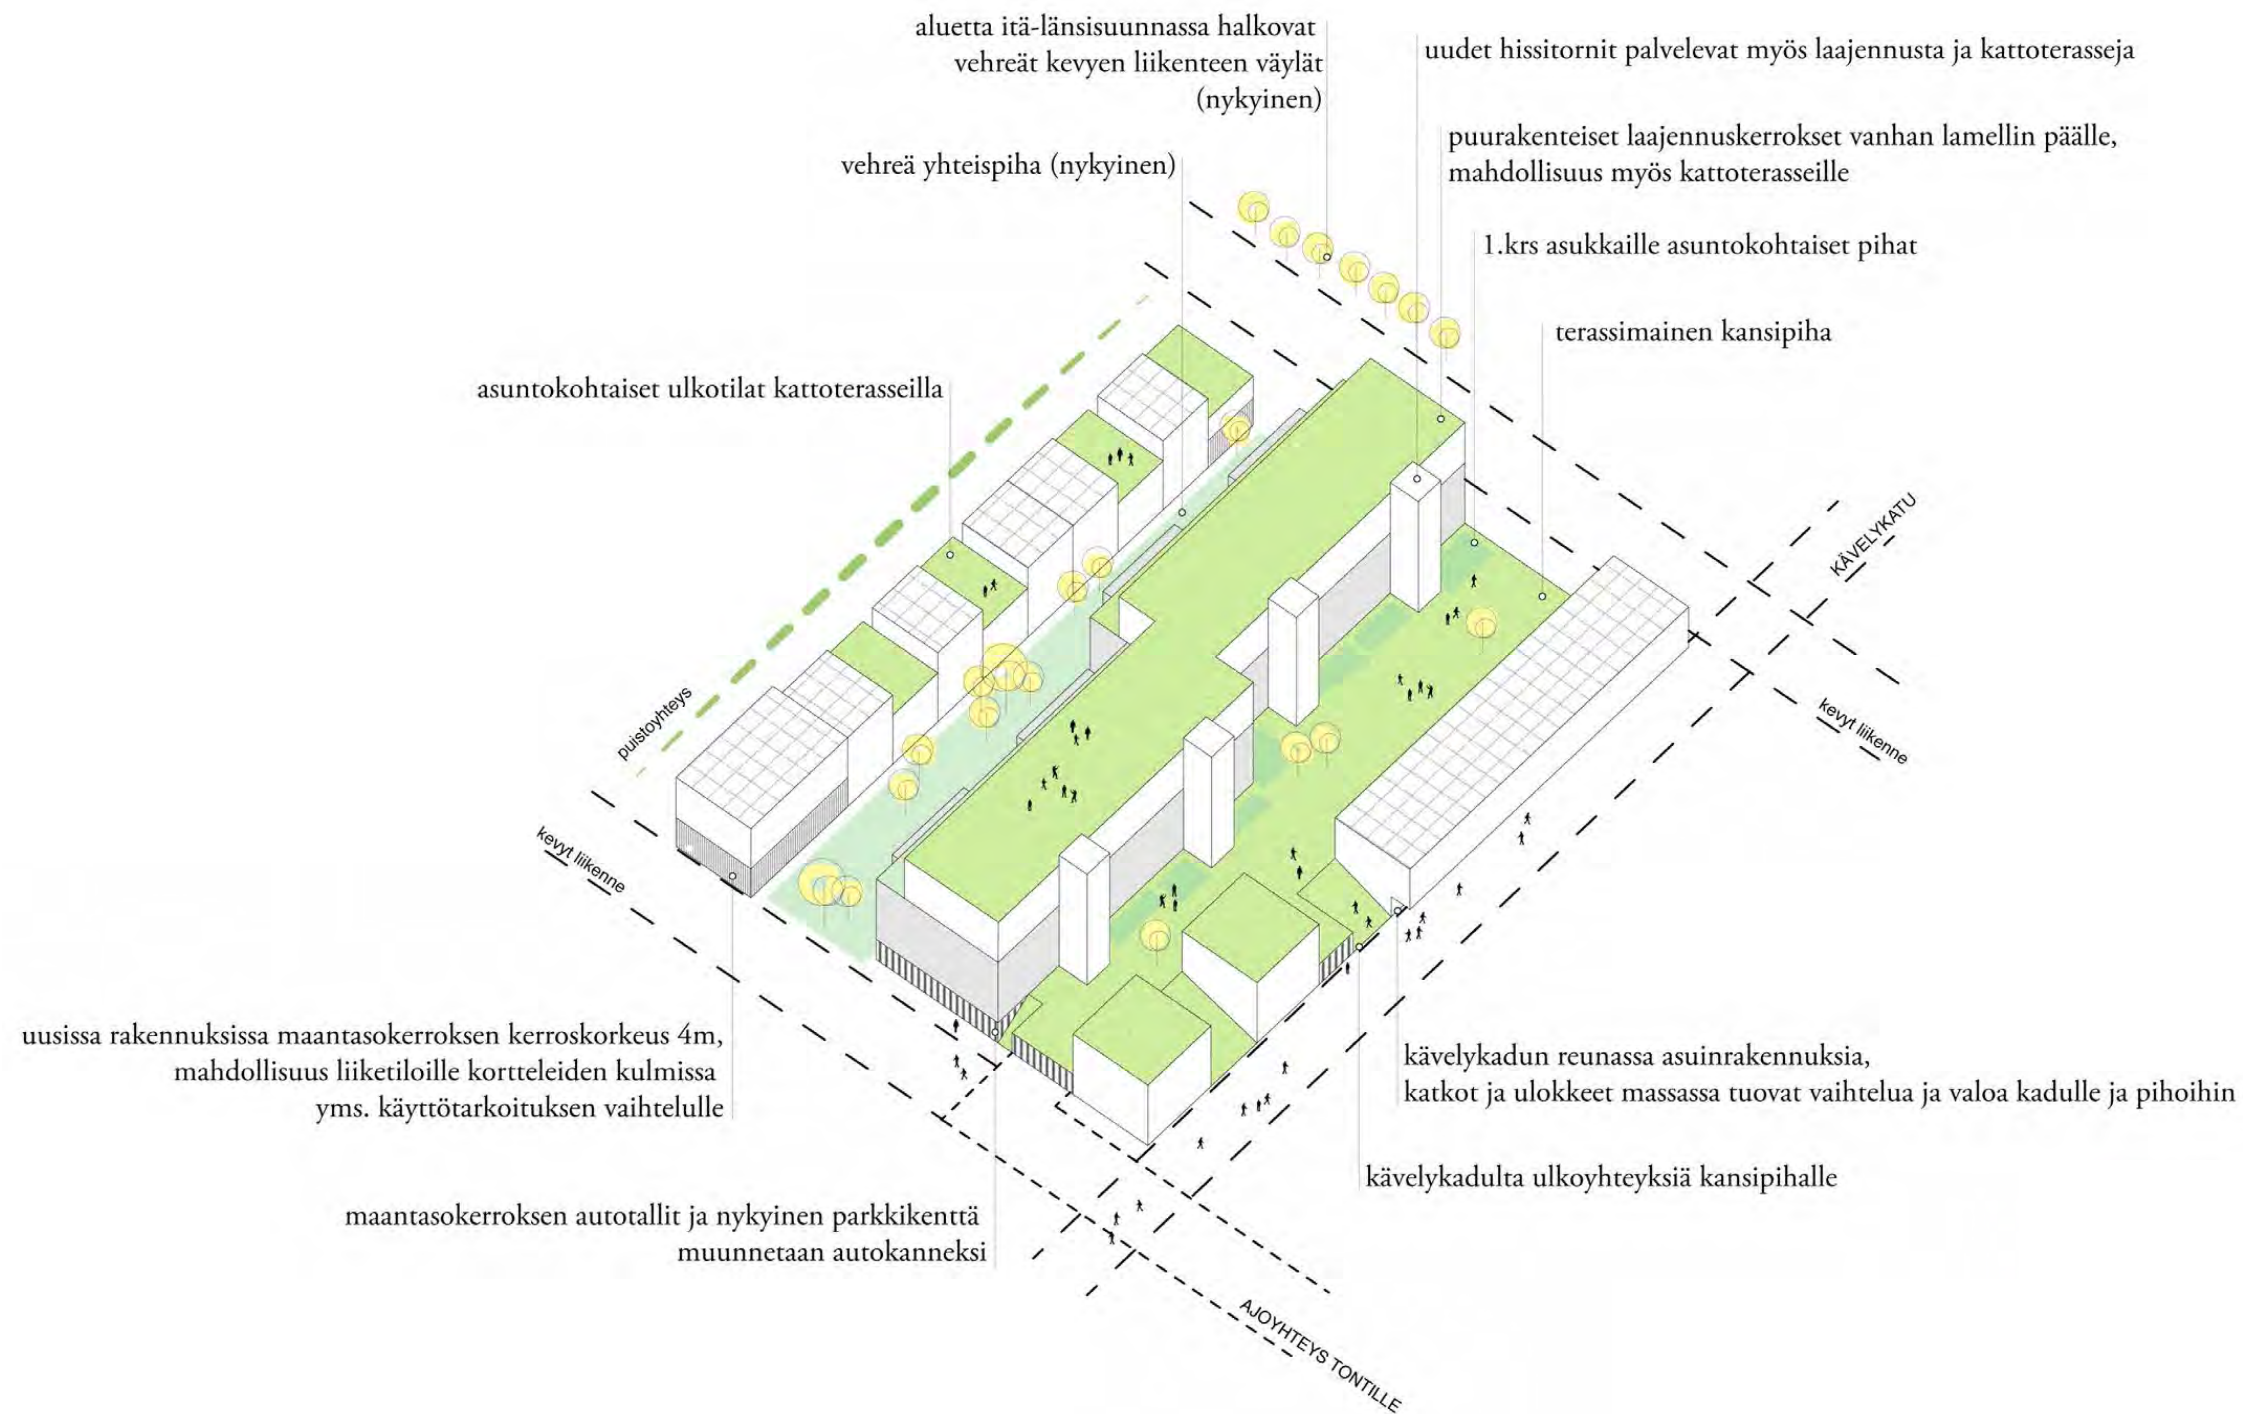 aluetta itä-länsisuunnassa halkovat
vehreät kevyen liikenteen väylät
(nykyinen)
uudet hissitornit palvelevat myös laajennusta ja kattoterasseja
puurakenteiset laajennuskerrokset vanhan lamellin päälle,
mahdollisuus myös kattoterasseille
vehreä yhteispiha (nykyinen)
1.krs asukkaille asuntokohtaiset pihat
terassimainen kansipiha
asuntokohtaiset ulkotilat kattoterasseilla
KÄVELYKATU
puistoyhteys
kevyt liikenne
kevyt liikenne
uusissa rakennuksissa maantasokerroksen kerroskorkeus 4m,
mahdollisuus liiketiloille kortteleiden kulmissa
yms. käyttötarkoituksen vaihtelulle
kävelykadun reunassa asuinrakennuksia,
katkot ja ulokkeet massassa tuovat vaihtelua ja valoa kadulle ja pihoihin
kävelykadulta ulkoyhteyksiä kansipihalle
maantasokerroksen autotallit ja nykyinen parkkikenttä
muunnetaan autokanneksi
AJOYHTEYS TONTILLE